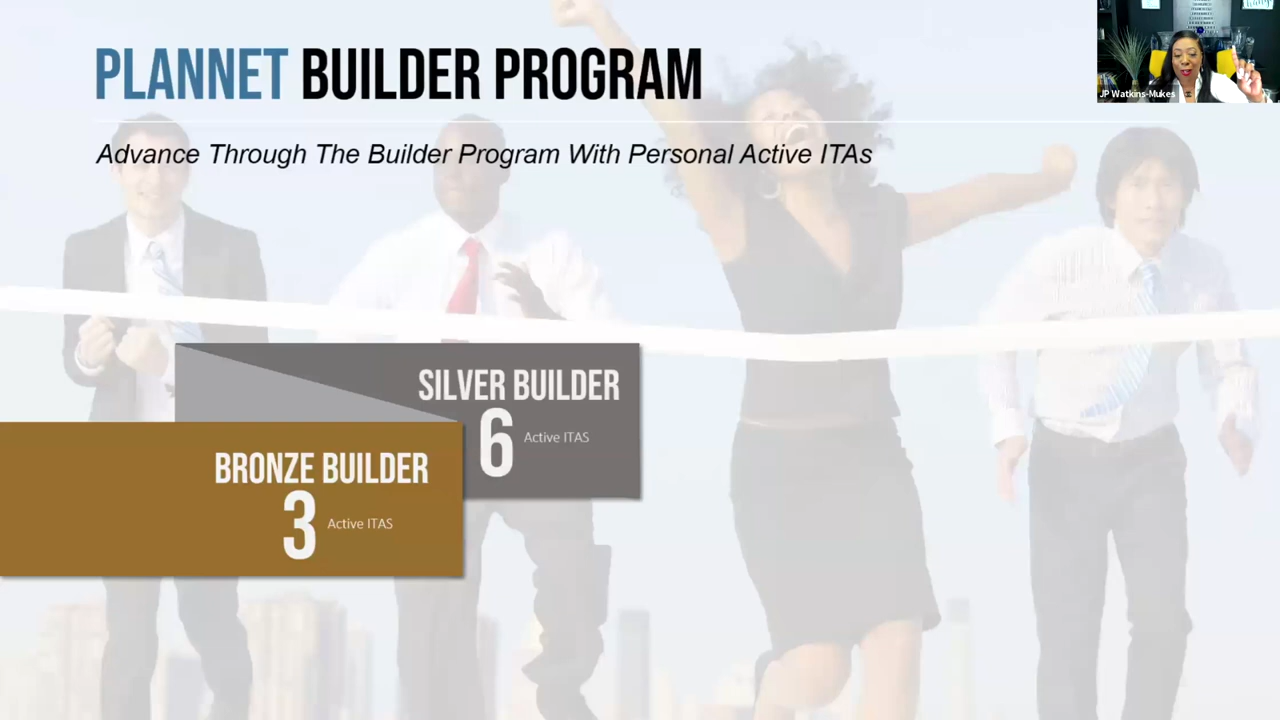 PLANNET BUILDER PROGRAM
JP Watkins-Mukes
Advance Through The Builder Program With Personal Active ITAs
SILVER BUILDER
6 Active ITAS
BRONZE BUILDER
3 Active ITAS